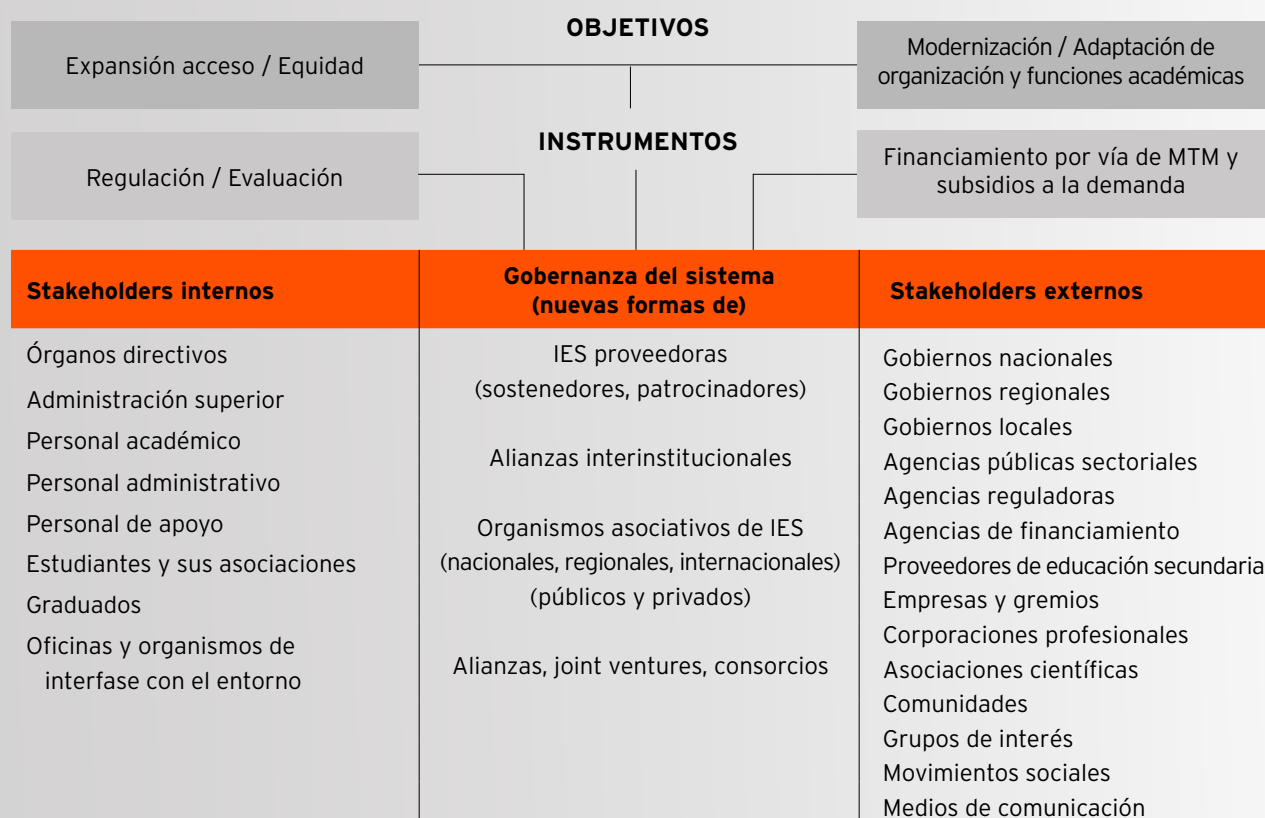 OBJETIVOS
Expansión acceso / Equidad
Modernización / Adaptación de
organización y funciones académicas
INSTRUMENTOS
Regulación / Evaluación
Financiamiento por vía de MTM y
subsidios a la demanda
Stakeholders internos
Órganos directivos
Administración superior
Personal académico
Personal administrativo
Personal de apoyo
Estudiantes y sus asociaciones
Graduados
Oficinas y organismos de
interfase con el entorno
Gobernanza del sistema
(nuevas formas de)
IES proveedoras
(sostenedores, patrocinadores)
Alianzas interinstitucionales
Organismos asociativos de IES
(nacionales, regionales, internacionales)
(públicos y privados)
Alianzas, joint ventures, consorcios
Stakeholders externos
Gobiernos nacionales
Gobiernos regionales
Gobiernos locales
Agencias públicas sectoriales
Agencias reguladoras
Agencias de financiamiento
Proveedores de educación secundaria
Empresas y gremios
Corporaciones profesionales
Asociaciones científicas
Comunidades
Grupos de interés
Movimientos sociales
Medios de comunicación